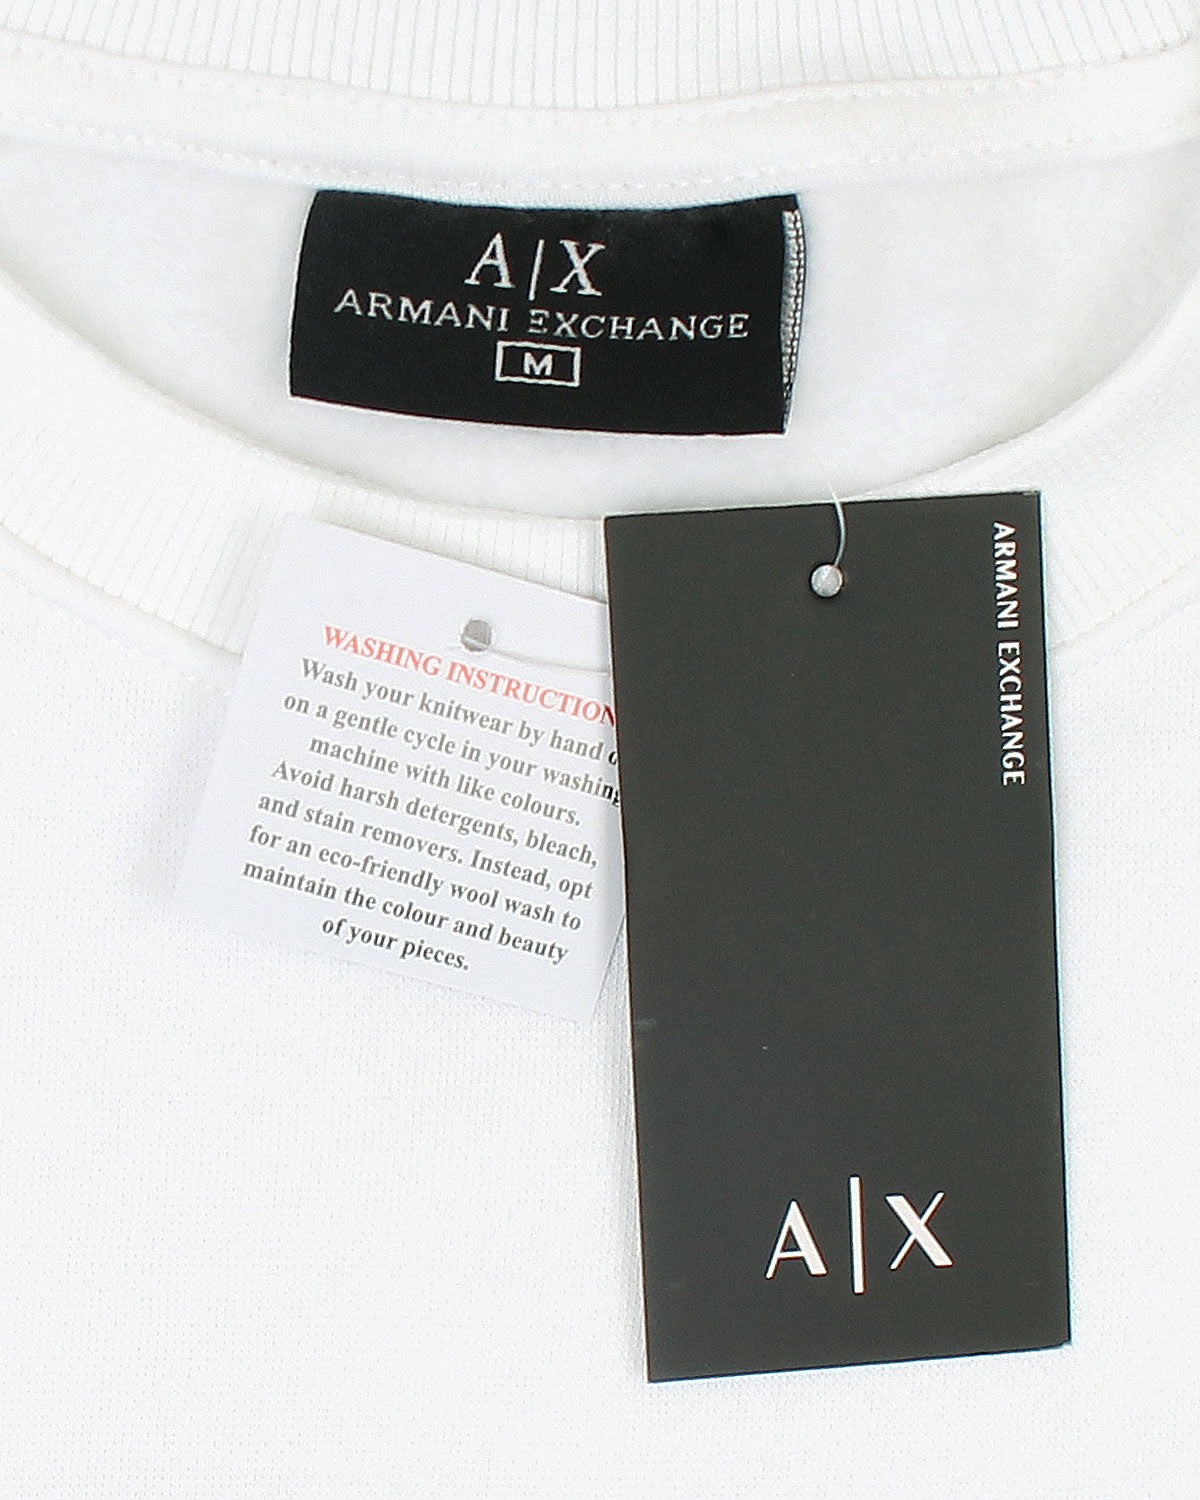 A|X
ARMANI EXCHANGE
M
WASHING INSTRUCTION
Wash your knitwear by hand
on a gentle cycle in your washing
machine with like colours.
Avoid harsh detergents, bleach,
and stain removers. Instead, opt
for an eco-friendly wool wash to
maintain the colour and beauty
of your pieces.
ARMANI EXCHANGE
A|X